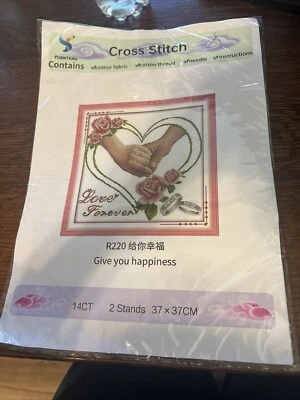 Cross Stitch
Contains ✓cotton fabric ✓cotton thread ✓needle ✓instructions
Love
Forever
R220 给你幸福
Give you happiness
14CT 2 Stands 37×37CM